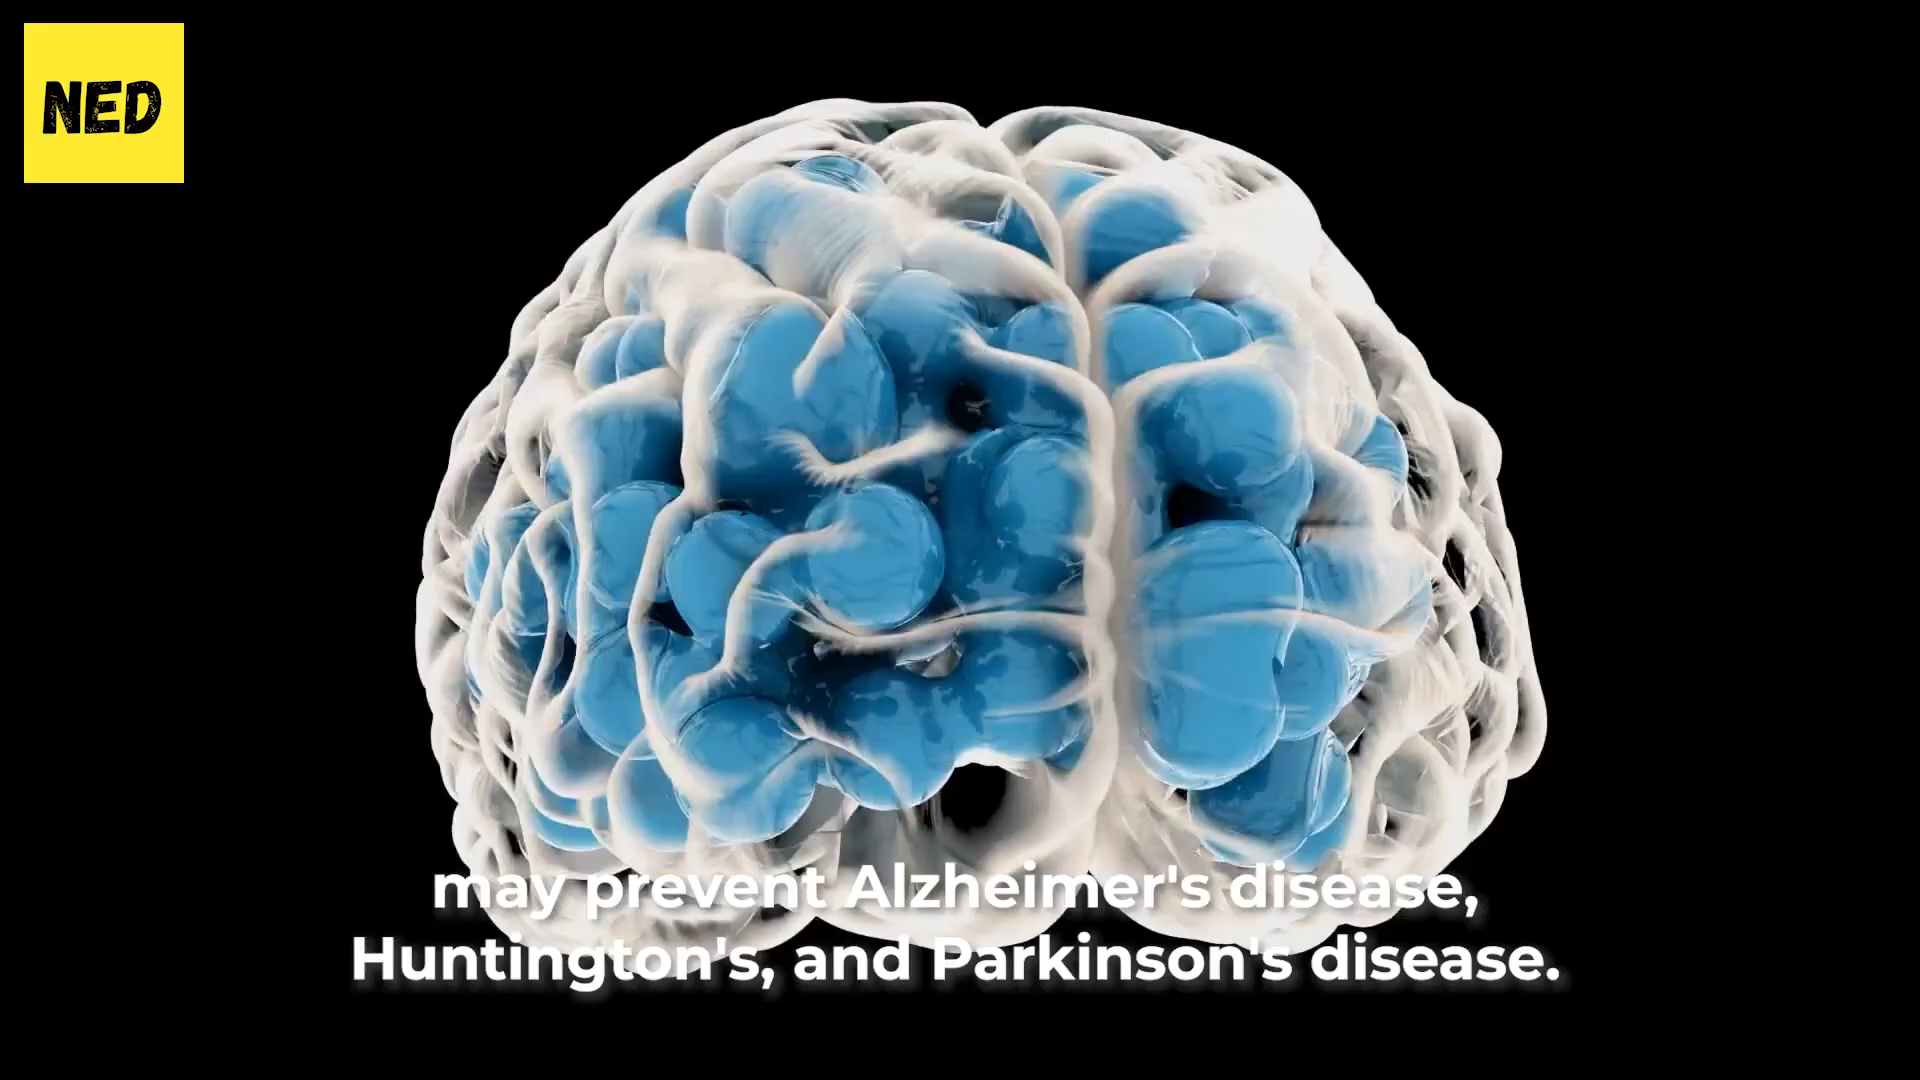 NED
may prevent Alzheimer's disease,
Huntington's, and Parkinson's disease.